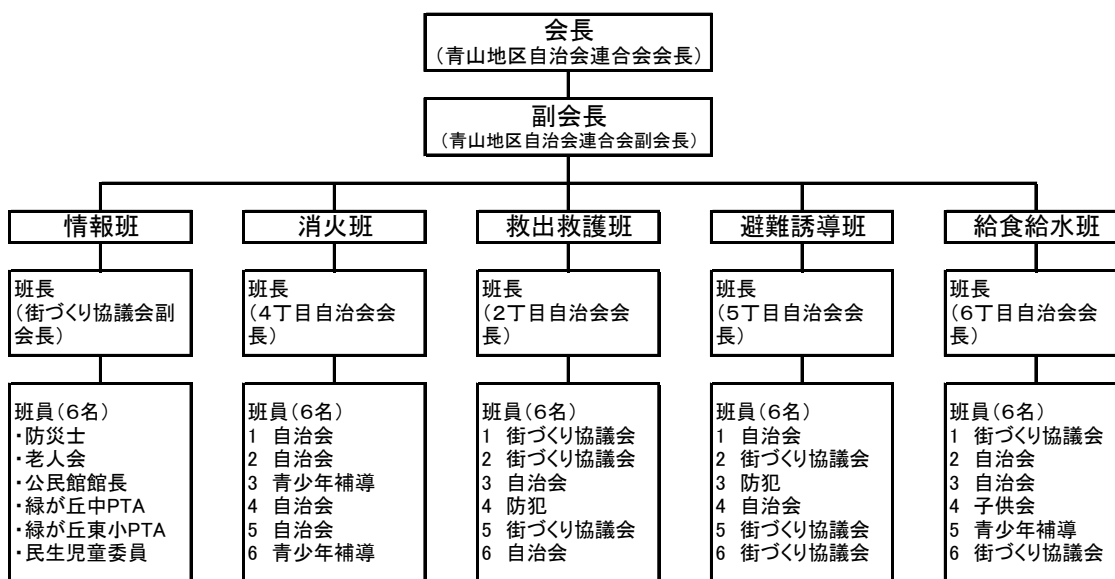 会長
（青山地区自治会連合会会長）
副会長
（青山地区自治会連合会副会長）
情報班
班長
（街づくり協議会副
会長）
班員（６名）
・防災士
・老人会
・公民館館長
・緑が丘中PTA
・緑が丘東小PTA
・民生児童委員
消火班
班長
（４丁目自治会会
長）
班員（６名）
1 自治会
2 自治会
3 青少年補導
4 自治会
5 自治会
6 青少年補導
救出救護班
班長
（２丁目自治会会
長）
班員（６名）
1 街づくり協議会
2 街づくり協議会
3 自治会
4 防犯
5 街づくり協議会
6 自治会
避難誘導班
班長
（５丁目自治会会
長）
班員（６名）
1 自治会
2 街づくり協議会
3 防犯
4 自治会
5 街づくり協議会
6 街づくり協議会
給食給水班
班長
（６丁目自治会会
長）
班員（６名）
1 街づくり協議会
2 自治会
3 自治会
4 子供会
5 青少年補導
6 街づくり協議会